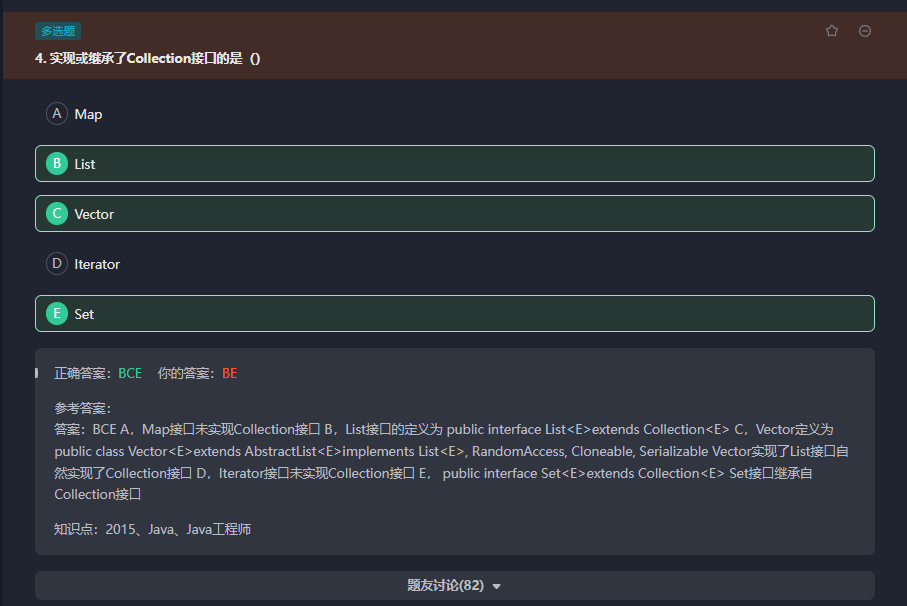 多选题
4. 实现或继承了Collection接口的是（）
A Map
B List
C Vector
D Iterator
E Set
正确答案：BCE 你的答案：BE
参考答案：
答案：BCE A，Map接口未实现Collection接口 B，List接口的定义为 public interface List<E>extends Collection<E> C，Vector定义为
public class Vector<E>extends AbstractList<E>implements List<E>, RandomAccess, Cloneable, Serializable Vector实现了List接口自
然实现了Collection接口 D，Iterator接口未实现Collection接口 E， public interface Set<E>extends Collection<E> Set接口继承自
Collection接口
知识点：2015、Java、Java工程师
题友讨论(82)